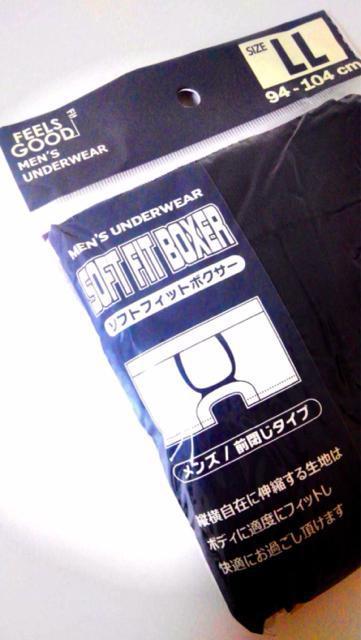 FEELS
GOOD Fit
MEN'S
UNDERWEAR
SIZE
LL
94-104 cm
MEN'S UNDERWEAR
SOFT FIT BOXER
ソフトフィットボクサー
メンズ / 前閉じタイプ
縦横自在に伸縮する生地は
ボディに適度にフィットし
快適にお過ごし頂けます